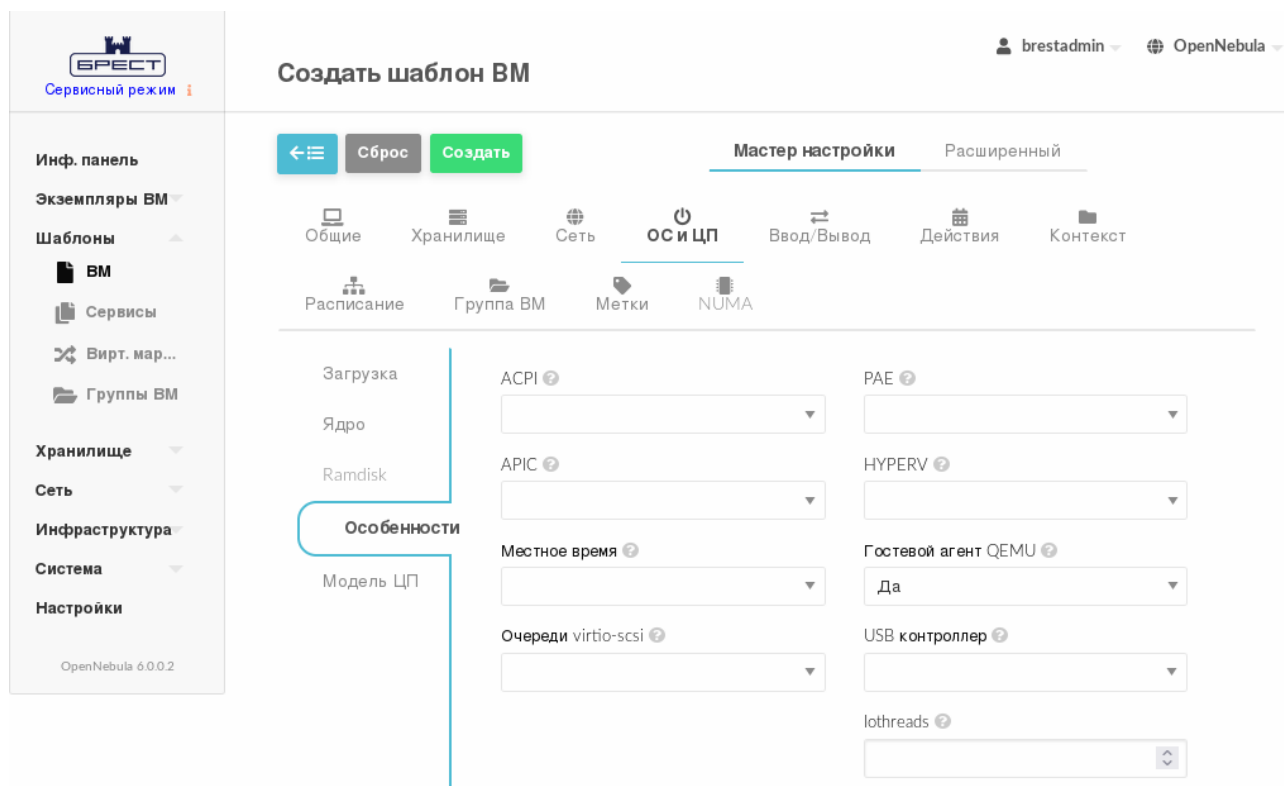 БРЕСТ
Сервисный режим i
Инф. панель
Экземпляры ВМ
Шаблоны
ВМ
Сервисы
Вирт. мар...
Группы ВМ
Хранилище
Сеть
Инфраструктура
Система
Настройки
OpenNebula 6.0.0.2
Создать шаблон ВМ
brestadmin
OpenNebula
Сброс
Создать
Мастер настройки
Расширенный
Общие
Хранилище
Сеть
ОС и ЦП
Ввод/Вывод
Действия
Контекст
Расписание
Группа ВМ
Метки
NUMA
Загрузка
Ядро
Ramdisk
Особенности
Модель ЦП
ACPI ?
PAE ?
APIC ?
HYPERV ?
Местное время ?
Гостевой агент QEMU ?
Да
Очереди virtio-scsi ?
USB контроллер ?
Iothreads ?